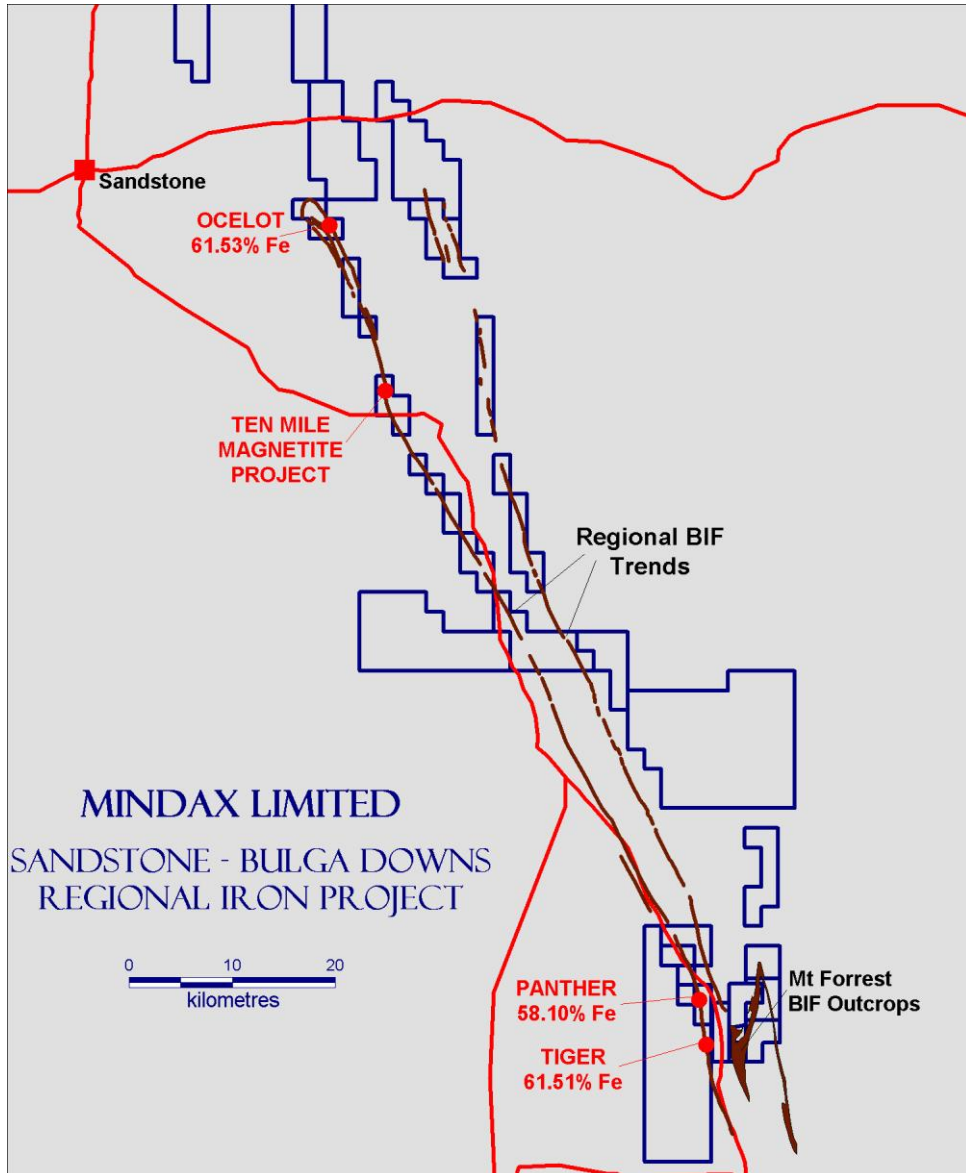 Sandstone
OCELOT
61.53% Fe
TEN MILE
MAGNETITE
PROJECT
Regional BIF
Trends
MINDAX LIMITED
SANDSTONE - BULGA DOWNS
REGIONAL IRON PROJECT
0 10 20
kilometres
PANTHER
58.10% Fe
Mt Forrest
BIF Outcrops
TIGER
61.51% Fe